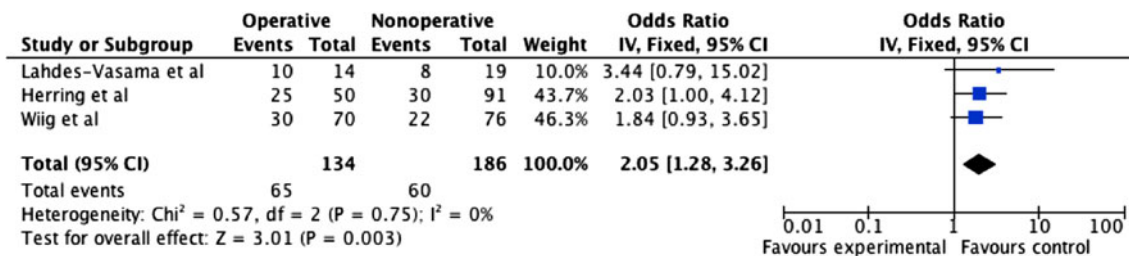 Operative Nonoperative Odds Ratio Odds Ratio
Study or Subgroup Events Total Events Total Weight IV, Fixed, 95% CI IV, Fixed, 95% CI
Lahdes-Vasama et al 10 14 8 19 10.0% 3.44 [0.79, 15.02]
Herring et al 25 50 30 91 43.7% 2.03 [1.00, 4.12]
Wiig et al 30 70 22 76 46.3% 1.84 [0.93, 3.65]
Total (95% CI) 134 186 100.0% 2.05 [1.28, 3.26]
Total events 65 60
Heterogeneity: Chi² = 0.57, df = 2 (P = 0.75); I² = 0%
Test for overall effect: Z = 3.01 (P = 0.003)
0.01 0.1 1 10 100
Favours experimental Favours control